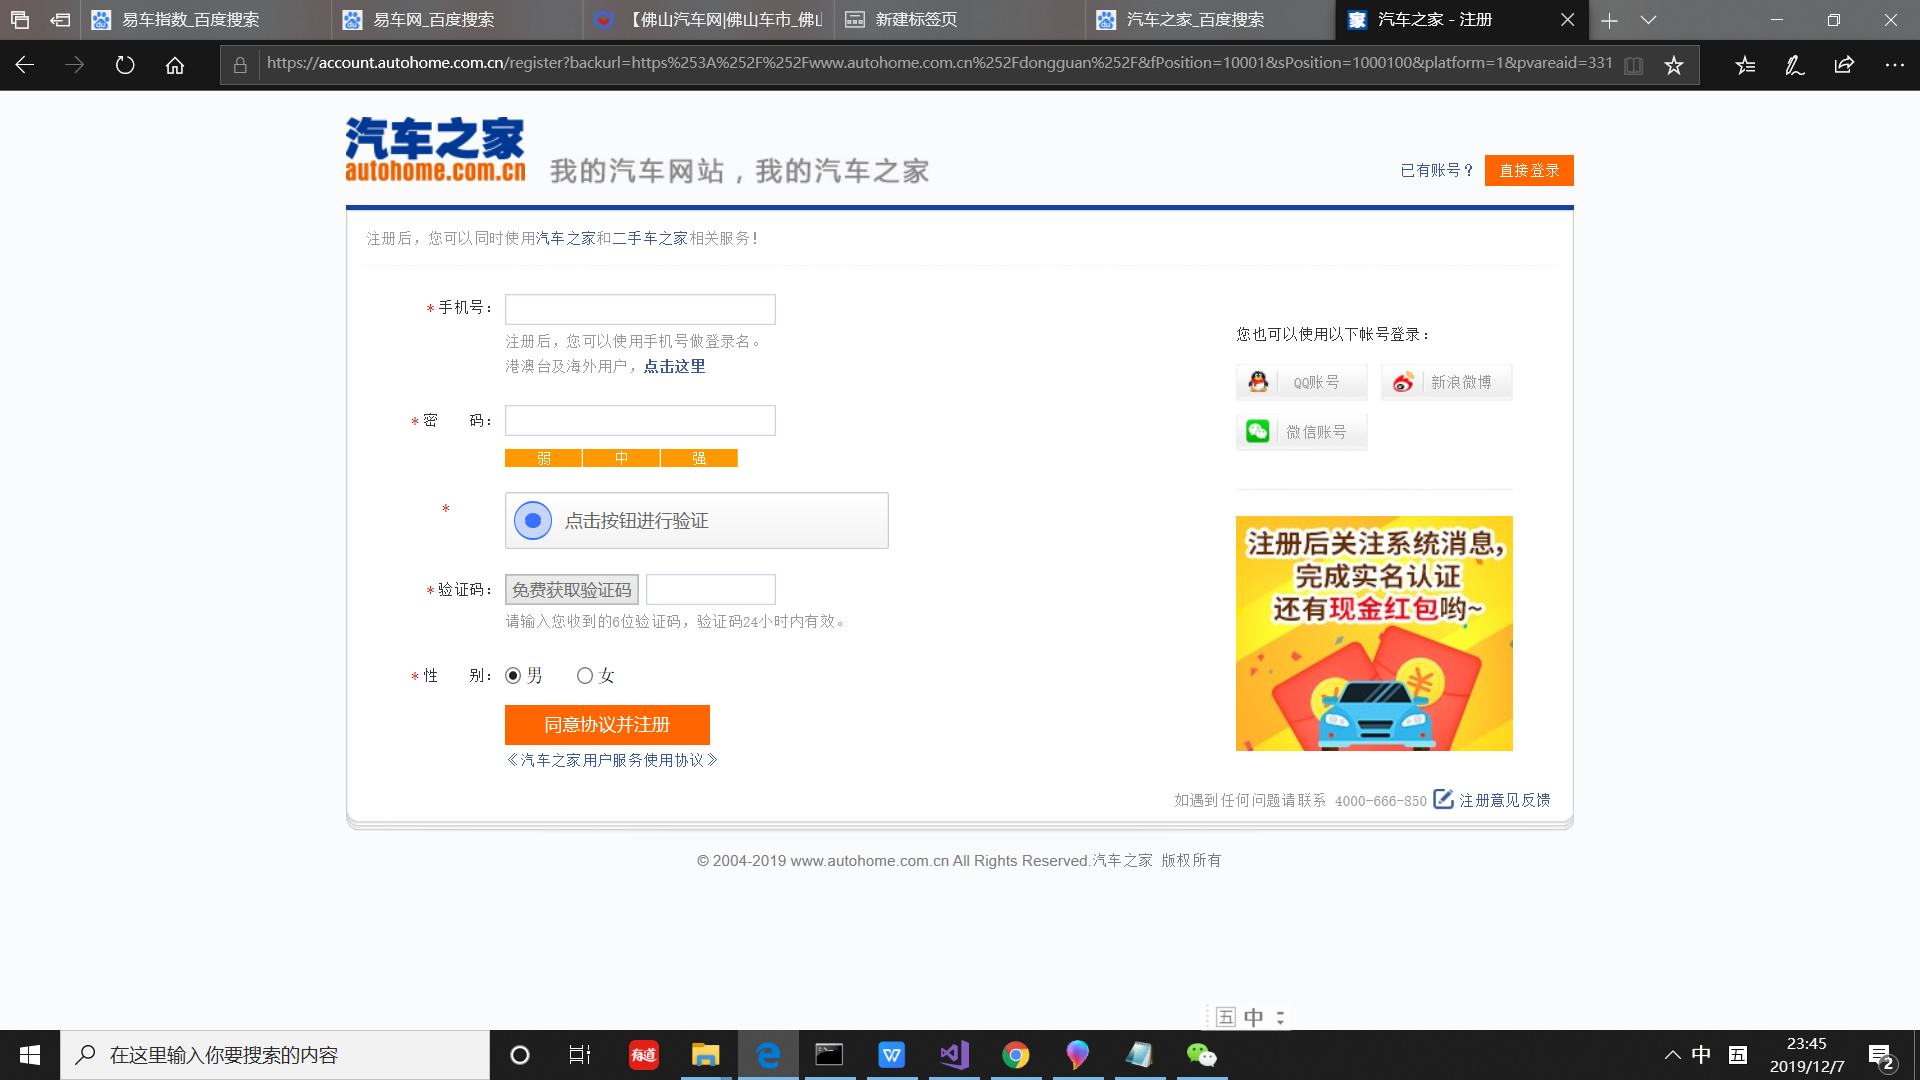 易车指数_百度搜索
易车网_百度搜索
【佛山汽车网|佛山车市_佛山
新建标签页
汽车之家_百度搜索
家 汽车之家 - 注册
https://account.autohome.com.cn/register?backurl=https%253A%252F%252Fwww.autohome.com.cn%252Fdongguan%252F&fPosition=10001&sPosition=1000100&platform=1&pvareaid=331
汽车之家
autohome.com.cn
我的汽车网站，我的汽车之家
已有账号？ 直接登录
注册后，您可以同时使用汽车之家和二手车之家相关服务！
*手机号：
注册后，您可以使用手机号做登录名。
港澳台及海外用户，点击这里
*密 码：
弱 中 强
*
点击按钮进行验证
*验证码： 免费获取验证码
请输入您收到的6位验证码，验证码24小时内有效。
*性 别： 男 女
同意协议并注册
《汽车之家用户服务使用协议》
您也可以使用以下帐号登录：
QQ账号 新浪微博
微信账号
注册后关注系统消息，
完成实名认证
还有现金红包哟~
如遇到任何问题请联系 4000-666-850 注册意见反馈
© 2004-2019 www.autohome.com.cn All Rights Reserved.汽车之家 版权所有
五 中
在这里输入你要搜索的内容
有道
中 五
23:45
2019/12/7
2